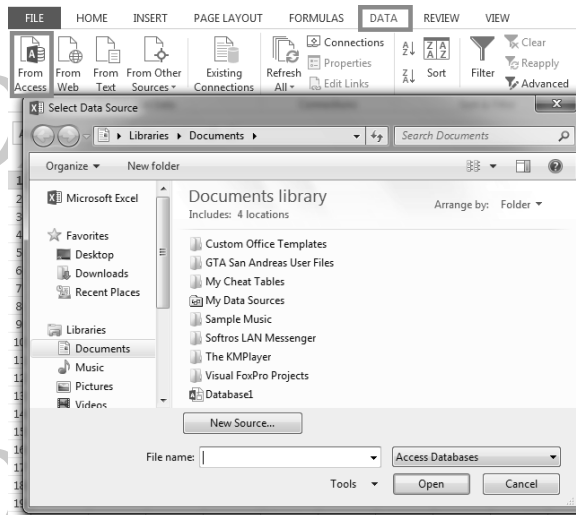 FILE HOME INSERT PAGE LAYOUT FORMULAS DATA REVIEW VIEW
From Access
From Web
From Text
From Other Sources
Existing Connections
Refresh All
Connections
Properties
Edit Links
Sort
Filter
Clear
Reapply
Advanced
Select Data Source
Libraries Documents
Search Documents
Organize New folder
Microsoft Excel
Favorites
Desktop
Downloads
Recent Places
Libraries
Documents
Music
Pictures
Videos
Documents library
Includes: 4 locations
Arrange by: Folder
Custom Office Templates
GTA San Andreas User Files
My Cheat Tables
My Data Sources
Sample Music
Softros LAN Messenger
The KMPlayer
Visual FoxPro Projects
Database1
New Source...
File name:
Access Databases
Tools Open Cancel